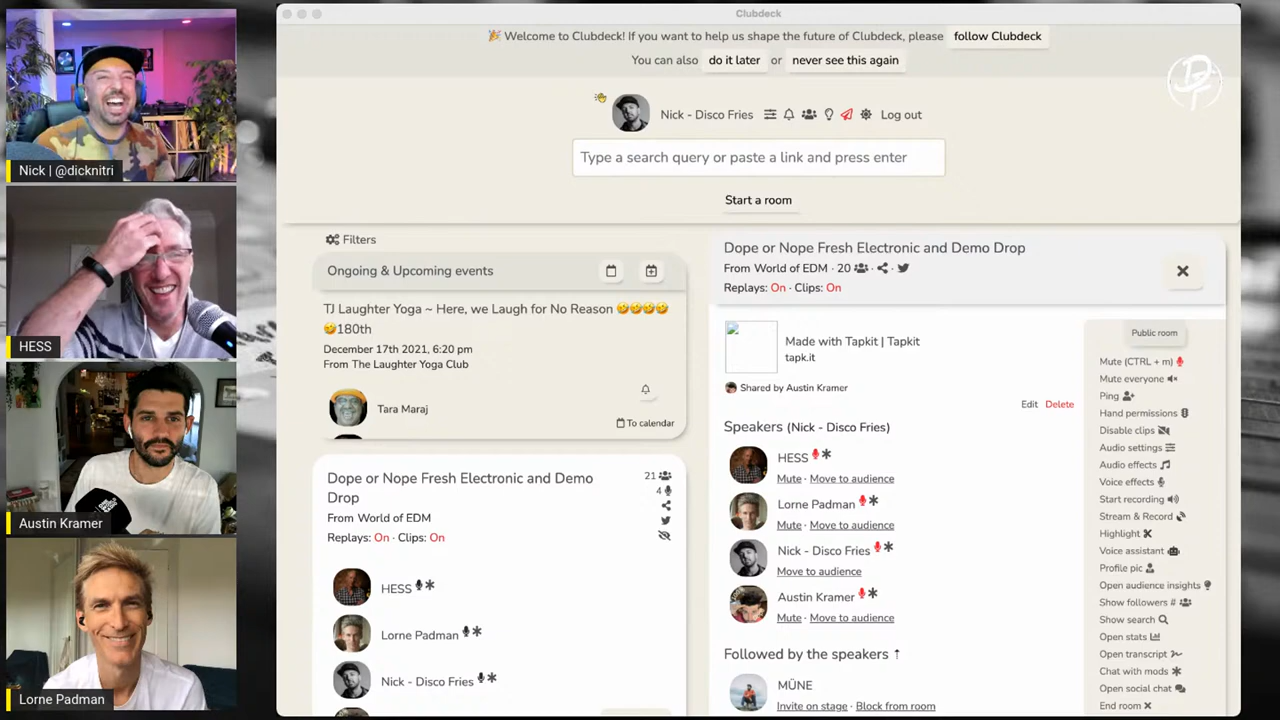 Nick | @dicknitri
HESS
Austin Kramer
Lorne Padman
Clubdeck
🎉 Welcome to Clubdeck! If you want to help us shape the future of Clubdeck, please follow Clubdeck
You can also do it later or never see this again
DF
👋 Nick - Disco Fries Log out
Type a search query or paste a link and press enter
Start a room
Filters
Ongoing & Upcoming events
TJ Laughter Yoga ~ Here, we Laugh for No Reason 🤣🤣🤣🤣
🤣180th
December 17th 2021, 6:20 pm
From The Laughter Yoga Club
Tara Maraj
To calendar
Dope or Nope Fresh Electronic and Demo
Drop
From World of EDM
Replays: On · Clips: On
21
4
HESS
Lorne Padman
Nick - Disco Fries
Dope or Nope Fresh Electronic and Demo Drop
From World of EDM · 20 · ·
Replays: On · Clips: On
Made with Tapkit | Tapkit
tapk.it
Shared by Austin Kramer
Edit Delete
Speakers (Nick - Disco Fries)
HESS
Mute · Move to audience
Lorne Padman
Mute · Move to audience
Nick - Disco Fries
Move to audience
Austin Kramer
Mute · Move to audience
Followed by the speakers ↑
MÜNE
Invite on stage · Block from room
Public room
Mute (CTRL + m)
Mute everyone
Ping
Hand permissions
Disable clips
Audio settings
Audio effects
Voice effects
Start recording
Stream & Record
Highlight
Voice assistant
Profile pic
Open audience insights
Show followers #
Show search
Open stats
Open transcript
Chat with mods
Open social chat
End room